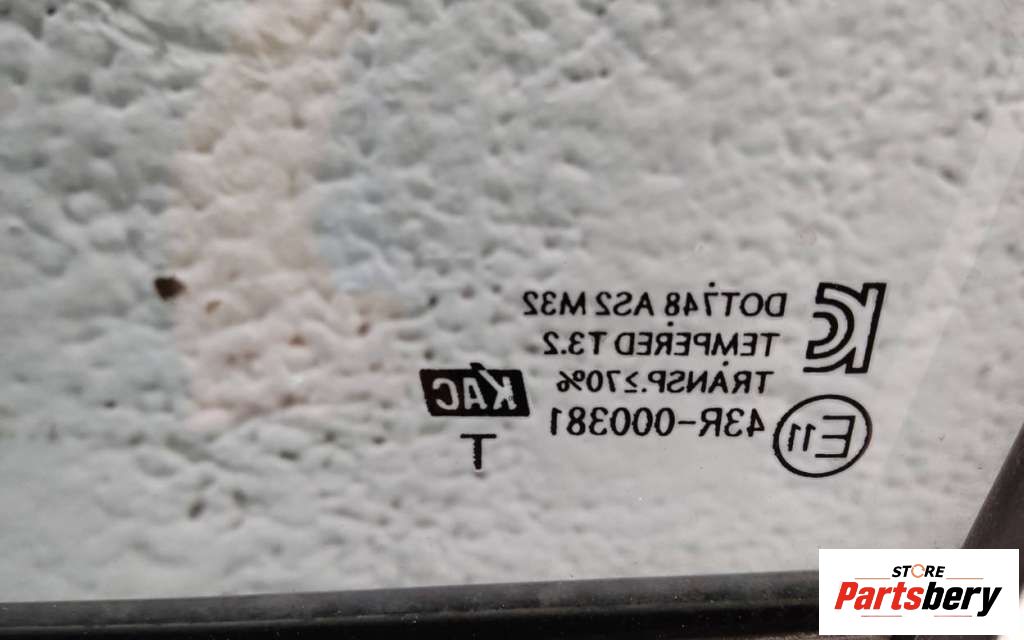 DOT748 AS2 M32
TEMPERED T3.2
TRANSP.≥70%
43R-000381
E11
KAC
T
STORE
Partsbery